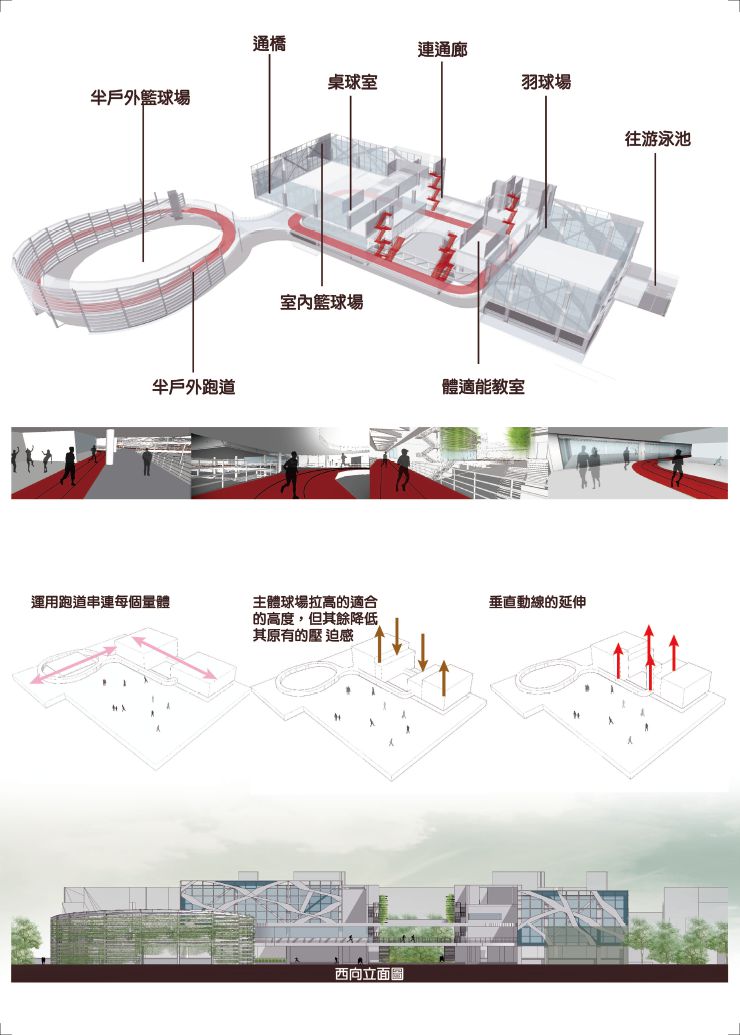 通橋
連通廊
桌球室
羽球場
半戶外籃球場
往游泳池
室內籃球場
半戶外跑道
體適能教室
運用跑道串連每個量體
主體球場拉高的適合
的高度，但其餘降低
其原有的壓 迫感
垂直動線的延伸
西向立面圖